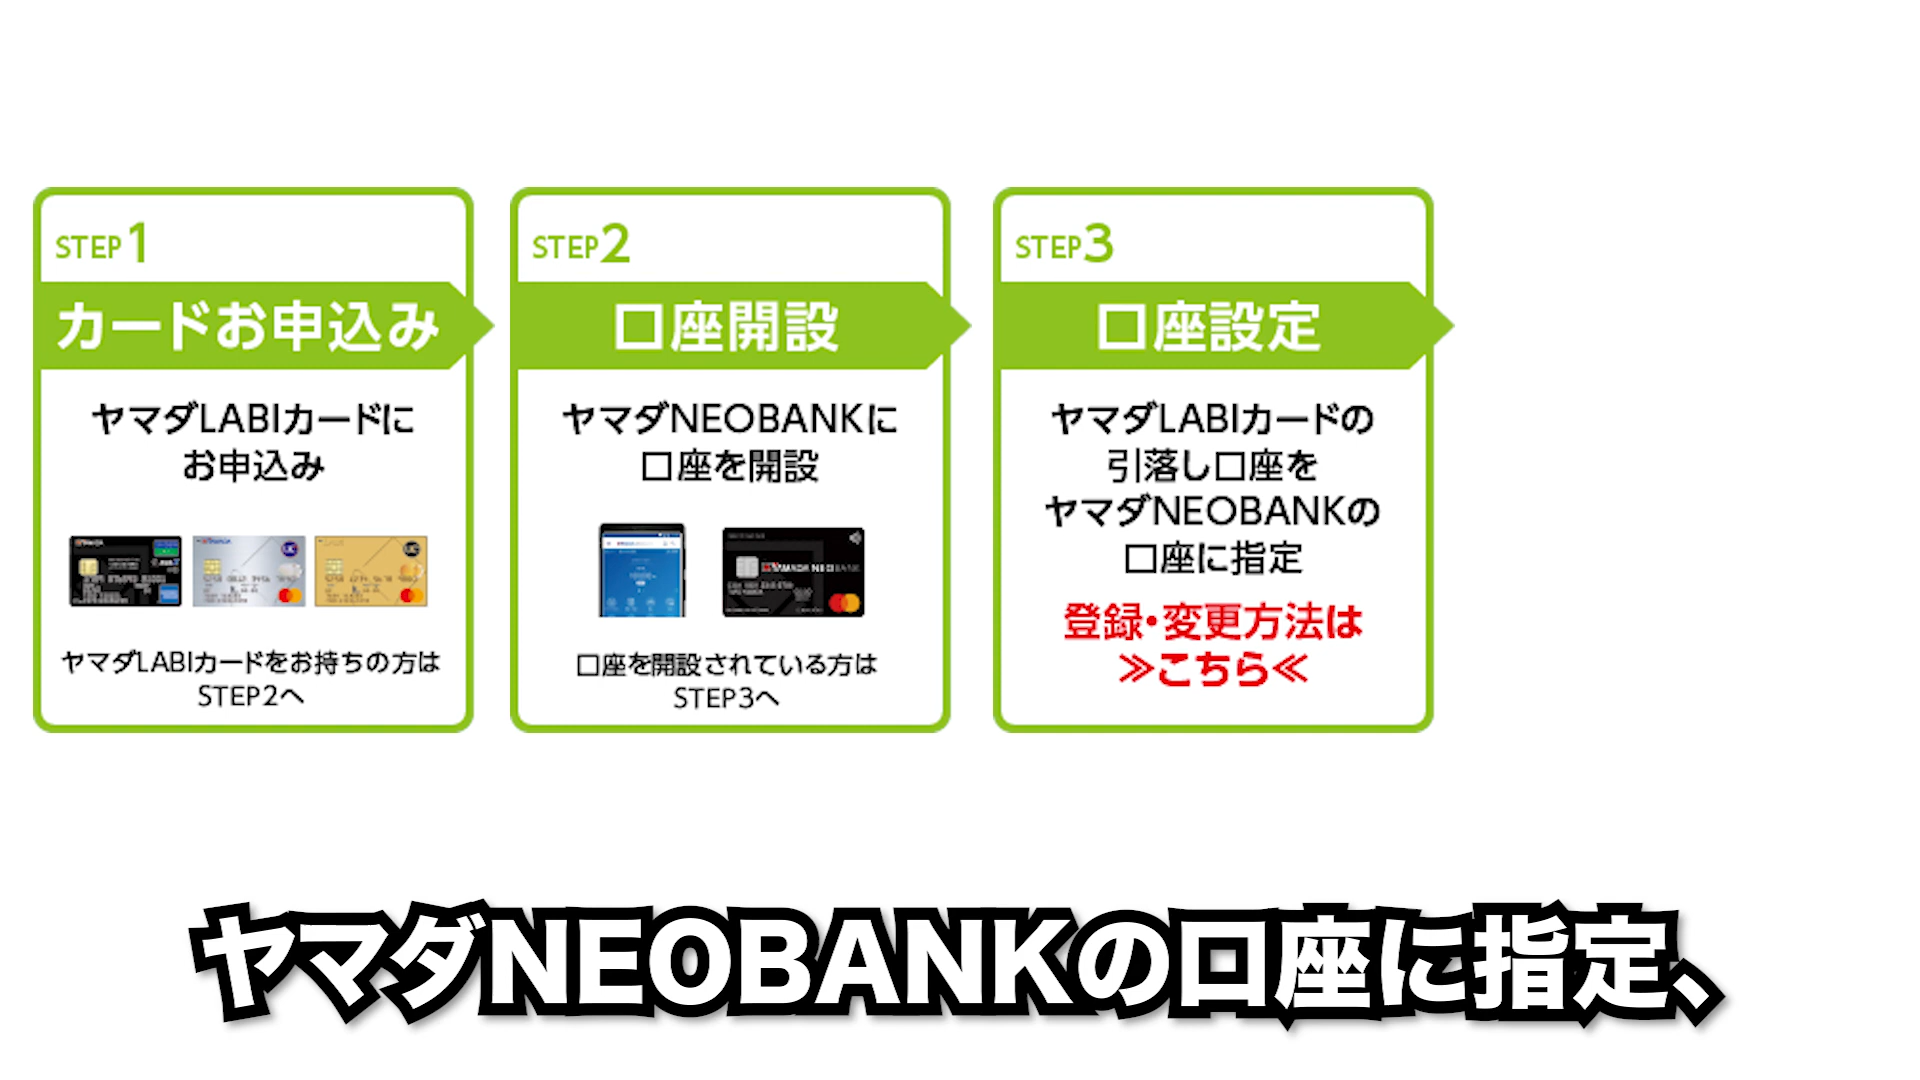 STEP1
カードお申込み
ヤマダLABIカードに
お申込み
ヤマダLABIカードをお持ちの方は
STEP2へ
STEP2
口座開設
ヤマダNEOBANKに
口座を開設
YAMADA NEOBANK
口座を開設されている方は
STEP3へ
STEP3
口座設定
ヤマダLABIカードの
引落し口座を
ヤマダNEOBANKの
口座に指定
登録・変更方法は
≫こちら≪
ヤマダNEOBANKの口座に指定、